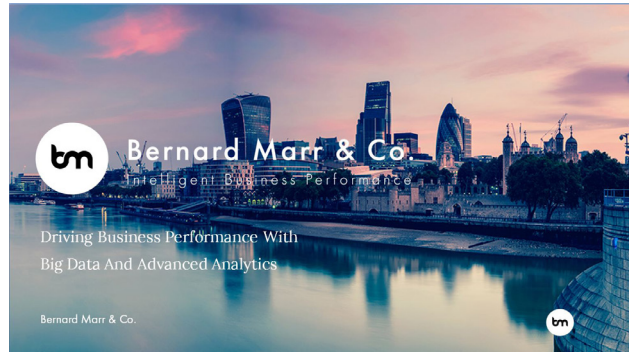 bm
Bernard Marr & Co.
Intelligent Business Performance
Driving Business Performance With
Big Data And Advanced Analytics
Bernard Marr & Co.
bm